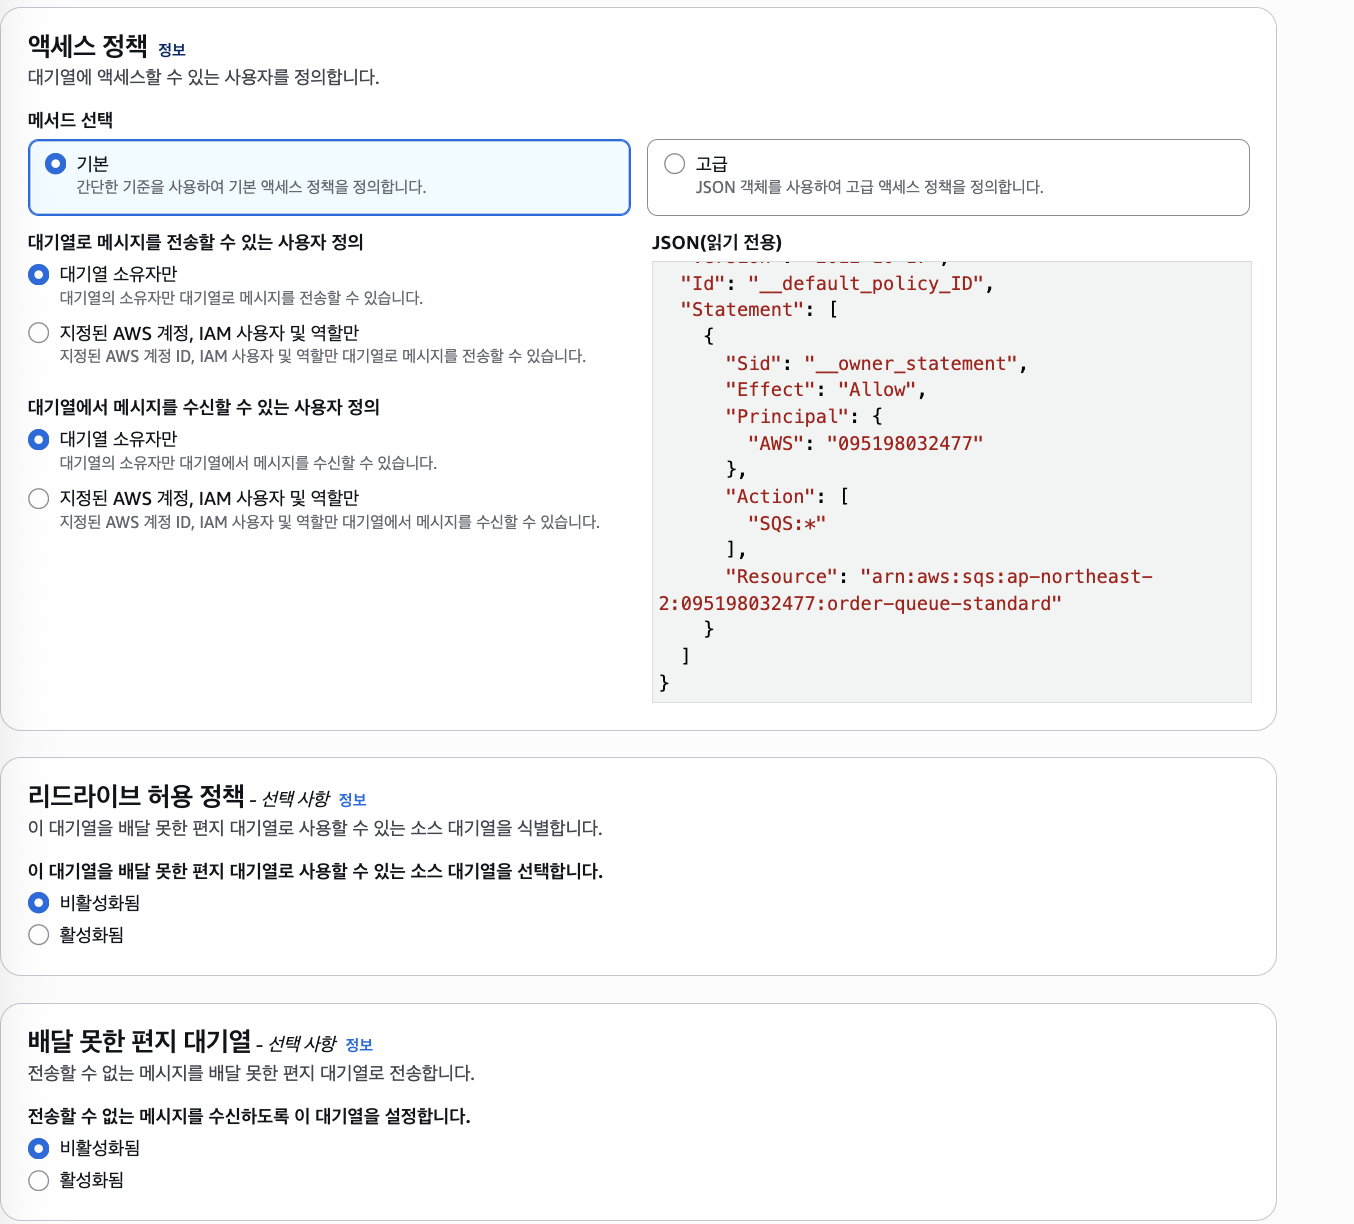 액세스 정책 정보
대기열에 액세스할 수 있는 사용자를 정의합니다.
메서드 선택
기본
간단한 기준을 사용하여 기본 액세스 정책을 정의합니다.
고급
JSON 객체를 사용하여 고급 액세스 정책을 정의합니다.
대기열로 메시지를 전송할 수 있는 사용자 정의
대기열 소유자만
대기열의 소유자만 대기열로 메시지를 전송할 수 있습니다.
지정된 AWS 계정, IAM 사용자 및 역할만
지정된 AWS 계정 ID, IAM 사용자 및 역할만 대기열로 메시지를 전송할 수 있습니다.
대기열에서 메시지를 수신할 수 있는 사용자 정의
대기열 소유자만
대기열의 소유자만 대기열에서 메시지를 수신할 수 있습니다.
지정된 AWS 계정, IAM 사용자 및 역할만
지정된 AWS 계정 ID, IAM 사용자 및 역할만 대기열에서 메시지를 수신할 수 있습니다.
JSON(읽기 전용)
"Id": "__default_policy_ID",
"Statement": [
{
"Sid": "__owner_statement",
"Effect": "Allow",
"Principal": {
"AWS": "095198032477"
},
"Action": [
"SQS:*"
],
"Resource": "arn:aws:sqs:ap-northeast-
2:095198032477:order-queue-standard"
}
]
}
리드라이브 허용 정책 - 선택 사항 정보
이 대기열을 배달 못한 편지 대기열로 사용할 수 있는 소스 대기열을 식별합니다.
이 대기열을 배달 못한 편지 대기열로 사용할 수 있는 소스 대기열을 선택합니다.
비활성화됨
활성화됨
배달 못한 편지 대기열 - 선택 사항 정보
전송할 수 없는 메시지를 배달 못한 편지 대기열로 전송합니다.
전송할 수 없는 메시지를 수신하도록 이 대기열을 설정합니다.
비활성화됨
활성화됨